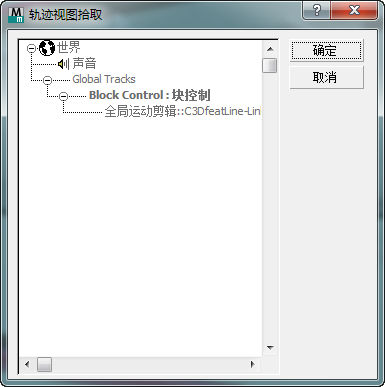 轨迹视图拾取
世界
声音
Global Tracks
Block Control : 块控制
全局运动剪辑::C3DfeatLine-Lin
确定
取消